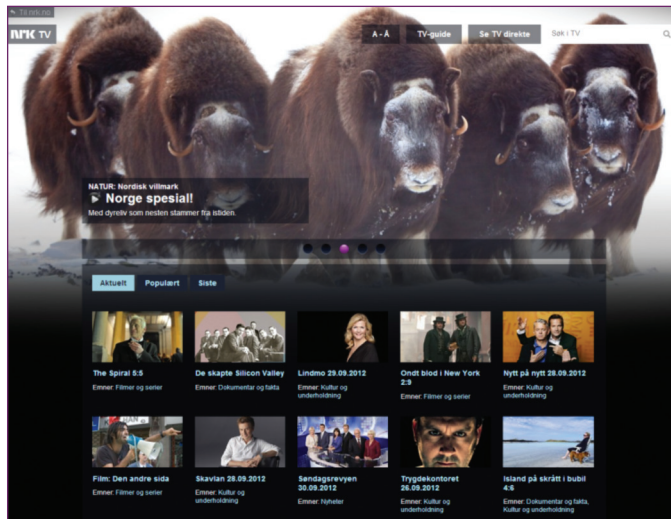 Til nrk.no
NRK TV
A - Å
TV-guide
Se TV direkte
Søk i TV
NATUR: Nordisk villmark
Norge spesial!
Med dyreliv som nesten stammer fra istiden.
Aktuelt
Populært
Siste
The Spiral 5:5
Emner: Filmer og serier
De skapte Silicon Valley
Emner: Dokumentar og fakta
Lindmo 29.09.2012
Emner: Kultur og
underholdning
Ondt blod i New York
2:9
Emner: Filmer og serier
Nytt på nytt 28.09.2012
Emner: Kultur og
underholdning
Film: Den andre sida
Emner: Filmer og serier
Skavlan 28.09.2012
Emner: Kultur og
underholdning
Søndagsrevyen
30.09.2012
Emner: Nyheter
Trygdekontoret
26.09.2012
Emner: Kultur og
underholdning
Island på skrått i bubil
4:6
Emner: Dokumentar og fakta,
Kultur og underholdning